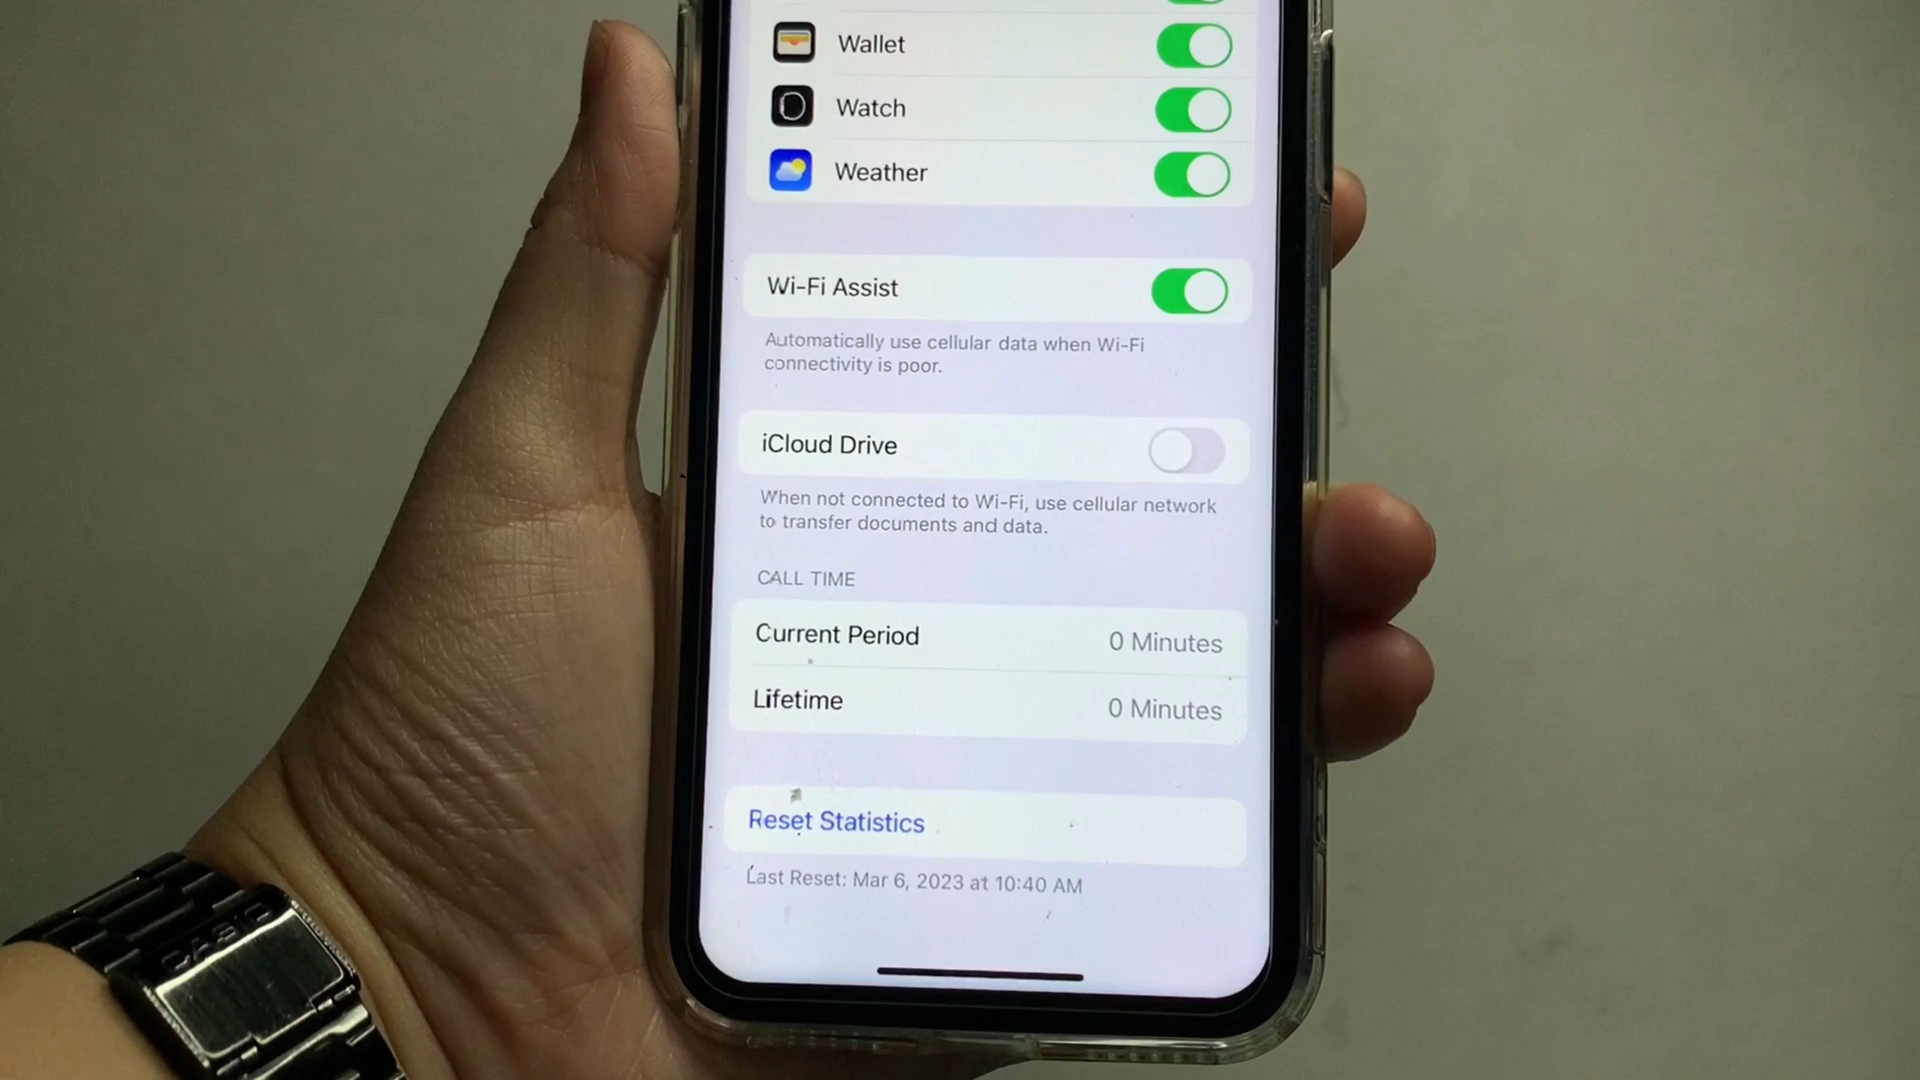 Wallet
Watch
Weather
Wi-Fi Assist
Automatically use cellular data when Wi-Fi
connectivity is poor.
iCloud Drive
When not connected to Wi-Fi, use cellular network
to transfer documents and data.
CALL TIME
Current Period 0 Minutes
Lifetime 0 Minutes
Reset Statistics
Last Reset: Mar 6, 2023 at 10:40 AM
CASIO